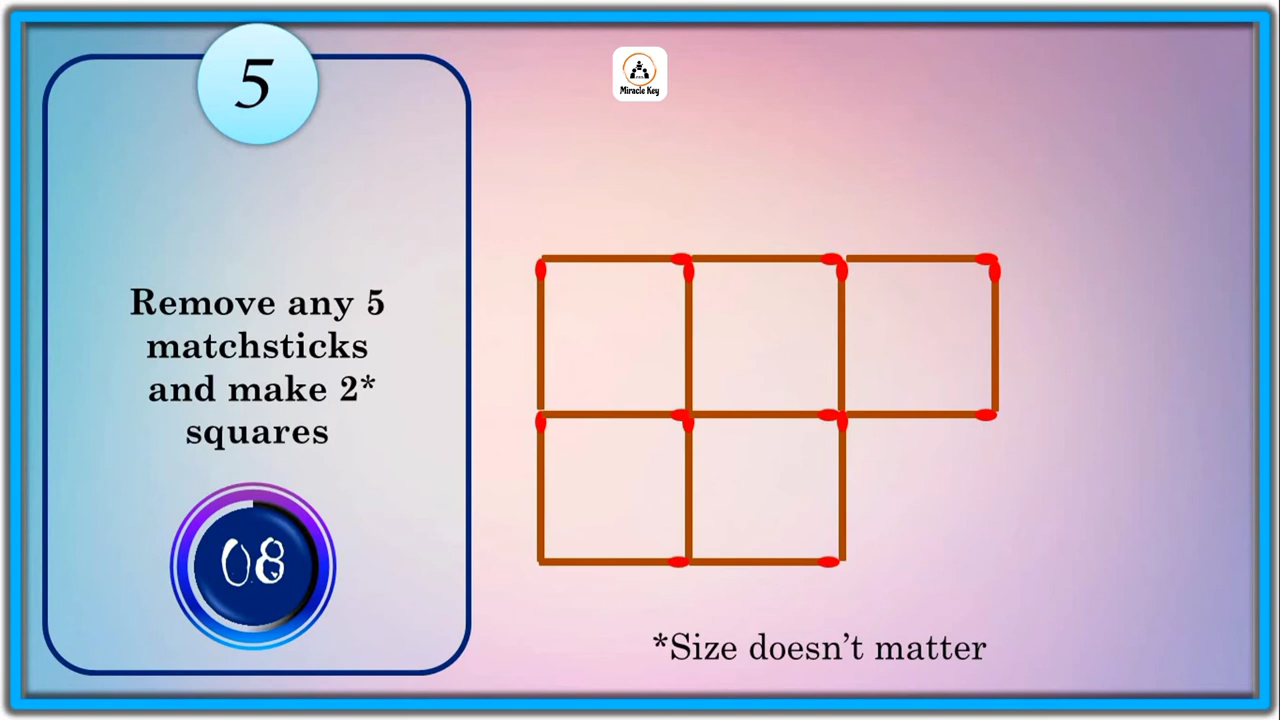 5
Miracle Key
Remove any 5
matchsticks
and make 2*
squares
08
*Size doesn't matter